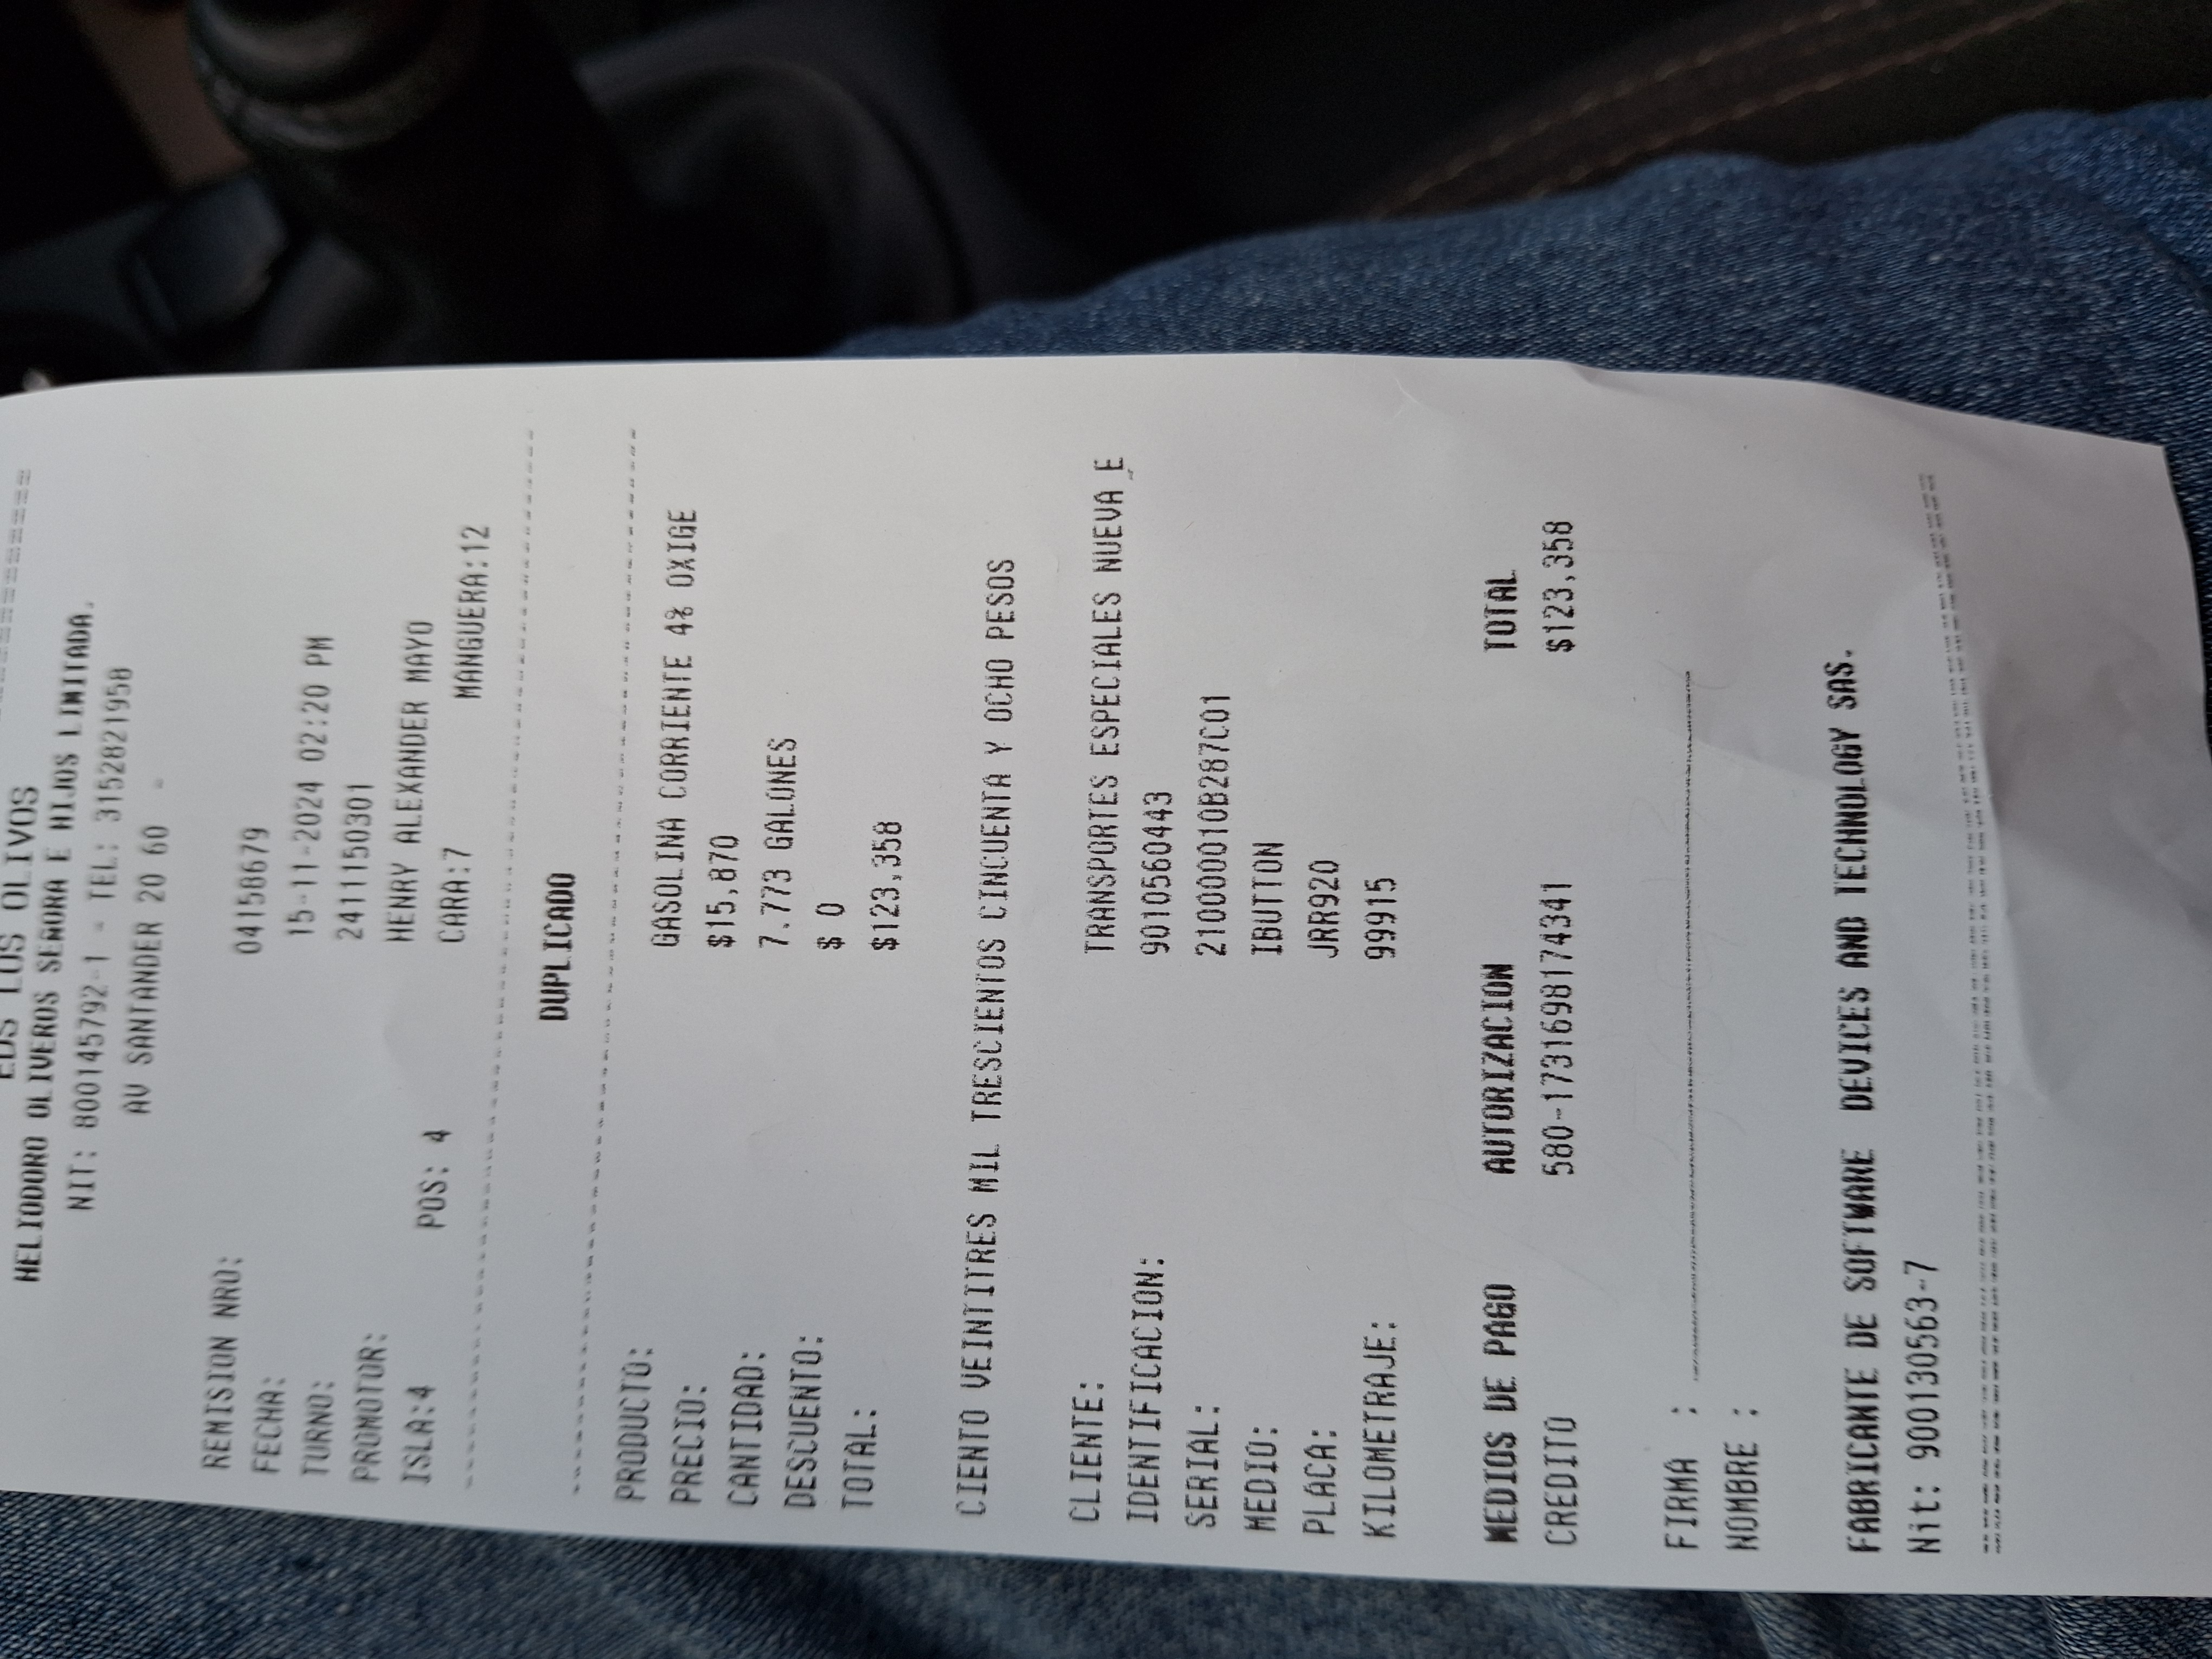 EDS LOS OLIVOS
HELIODORO OLIVEROS SEAORA E HIJOS LIMITADA.
NIT: 800145792-1 - TEL: 3152821958
AV SANTANDER 20 60 -
REMISION NRO: 04158679
FECHA: 15-11-2024 02:20 PM
TURNO: 2411150301
PROMOTOR: HENRY ALEXANDER MAYO
ISLA:4 POS: 4 CARA:7 MANGUERA:12
DUPLICADO
PRODUCTO: GASOLINA CORRIENTE 4% OXIGE
PRECIO: $15,870
CANTIDAD: 7.773 GALONES
DESCUENTO: $ 0
TOTAL: $123,358
CIENTO VEINTITRES MIL TRESCIENTOS CINCUENTA Y OCHO PESOS
CLIENTE: TRANSPORTES ESPECIALES NUEVA E
IDENTIFICACION: 9010560443
SERIAL: 2100000010B287C01
MEDIO: IBUTTON
PLACA: JRR920
KILOMETRAJE: 99915
MEDIOS DE PAGO AUTORIZACION TOTAL
CREDITO 580-1731698174341 $123,358
FIRMA :
NOMBRE :
FABRICANTE DE SOFTWARE DEVICES AND TECHNOLOGY SAS.
Nit: 900130563-7